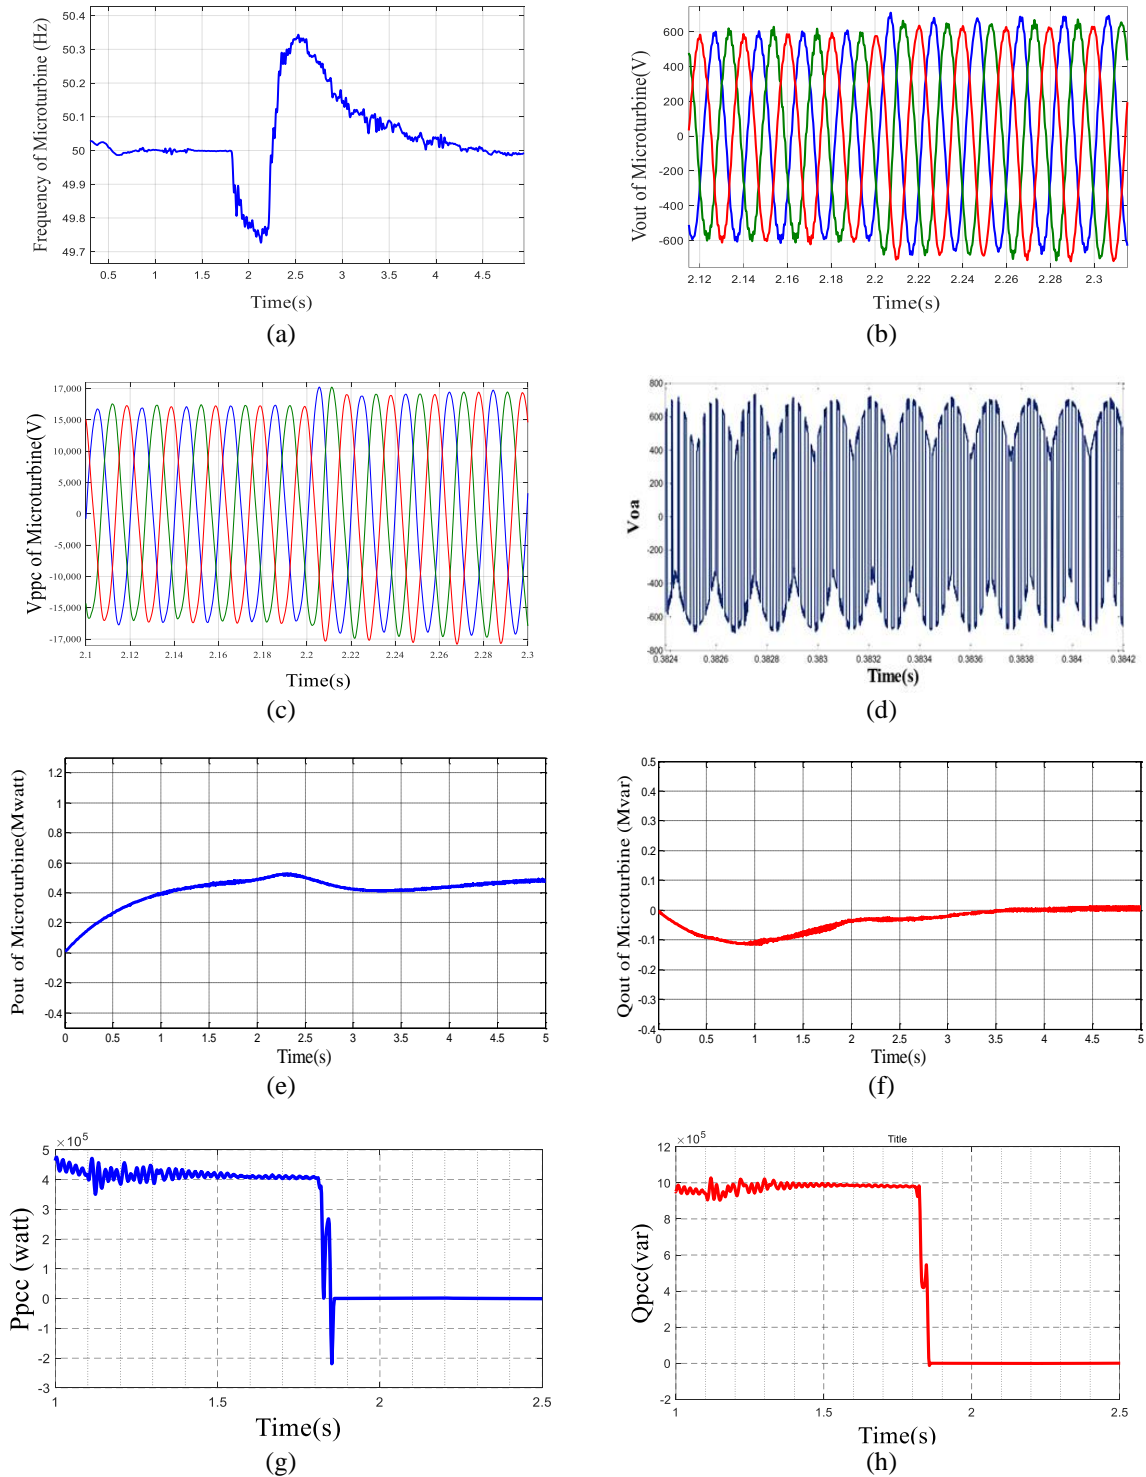 50.4
50.3
50.2
50.1
50
49.9
49.8
49.7
Frequency of Microturbine (Hz)
0.5 1 1.5 2 2.5 3 3.5 4 4.5
Time(s)
(a)
600
400
200
0
-200
-400
-600
Vout of Microturbine(V)
2.12 2.14 2.16 2.18 2.2 2.22 2.24 2.26 2.28 2.3
Time(s)
(b)
17,000
15,000
10,000
5,000
0
-5,000
-10,000
-15,000
-17,000
Vppc of Microturbine(V)
2.1 2.12 2.14 2.16 2.18 2.2 2.22 2.24 2.26 2.28 2.3
Time(s)
(c)
800
600
400
200
0
-200
-400
-600
-800
Voa
0.3824 0.3826 0.3828 0.383 0.3832 0.3834 0.3836 0.3838 0.384 0.3842
Time(s)
(d)
1.2
1
0.8
0.6
0.4
0.2
0
-0.2
-0.4
Pout of Microturbine(Mwatt)
0 0.5 1 1.5 2 2.5 3 3.5 4 4.5 5
Time(s)
(e)
0.5
0.4
0.3
0.2
0.1
0
-0.1
-0.2
-0.3
-0.4
Qout of Microturbine (Mvar)
0 0.5 1 1.5 2 2.5 3 3.5 4 4.5 5
Time(s)
(f)
×10⁵
5
4
3
2
1
0
-1
-2
-3
Ppcc (watt)
1 1.5 2 2.5
Time(s)
(g)
×10⁵
Title
12
10
8
6
4
2
0
-2
Qpcc(var)
1 1.5 2 2.5
Time(s)
(h)